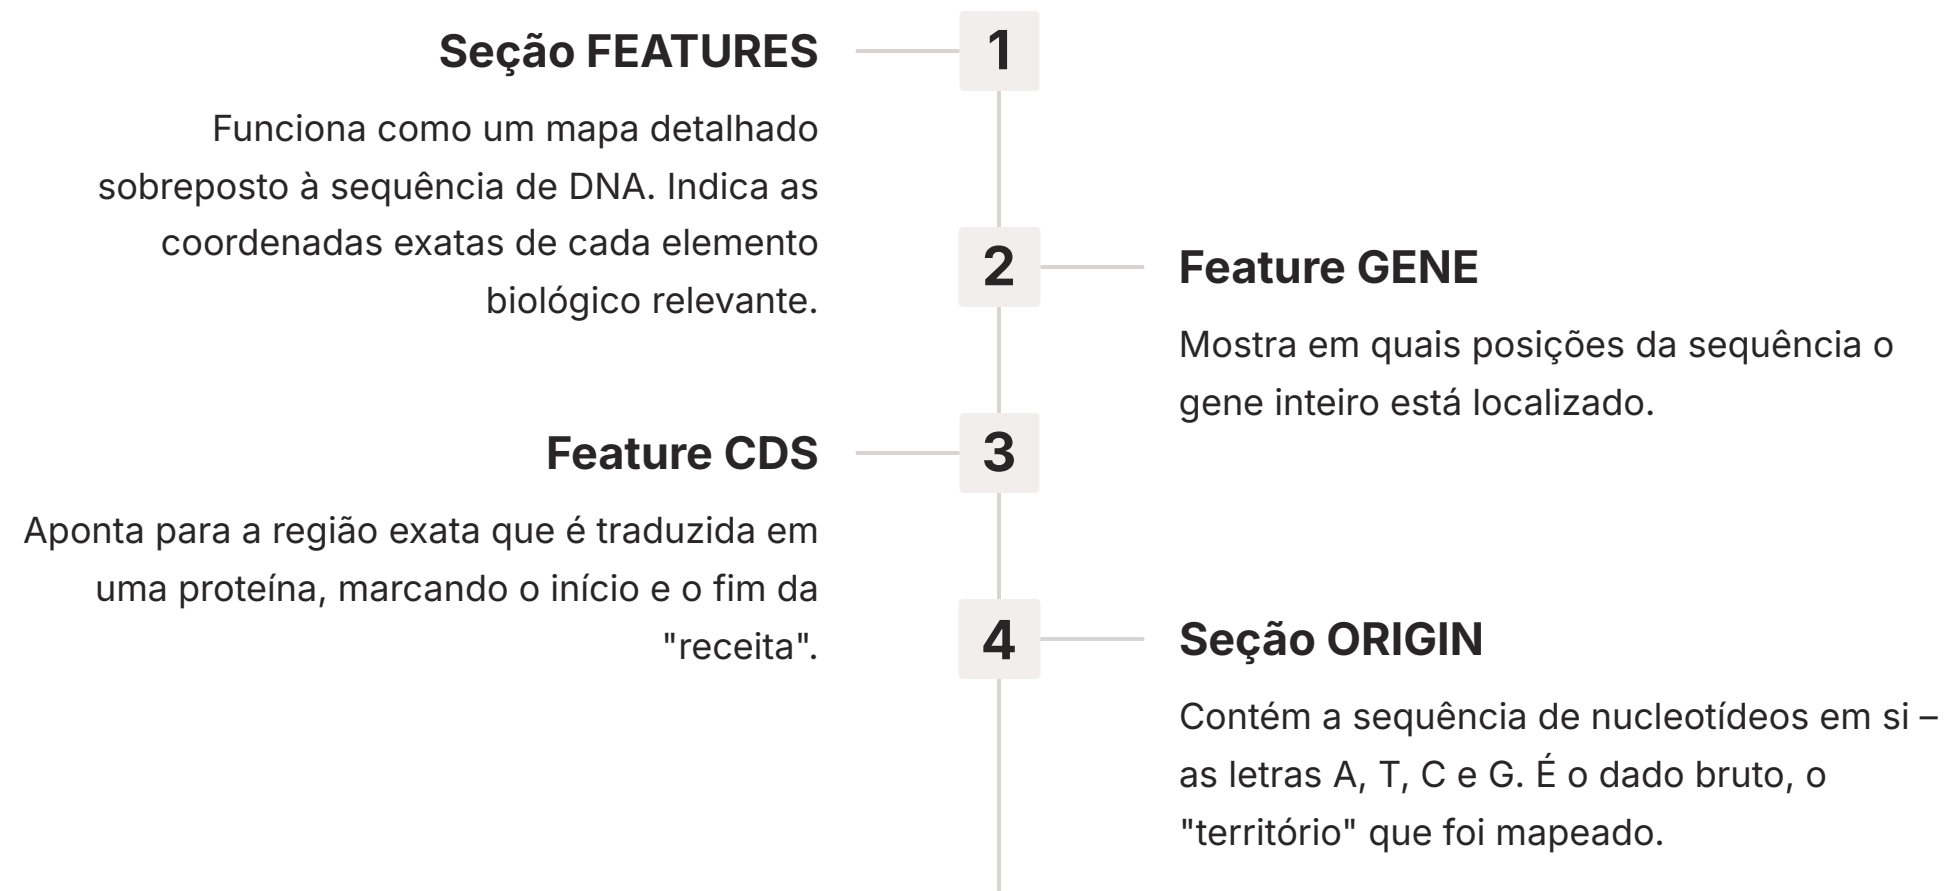 1
Seção FEATURES
Funciona como um mapa detalhado
sobreposto à sequência de DNA. Indica as
coordenadas exatas de cada elemento
biológico relevante.
2
Feature GENE
Mostra em quais posições da sequência o
gene inteiro está localizado.
3
Feature CDS
Aponta para a região exata que é traduzida em
uma proteína, marcando o início e o fim da
"receita".
4
Seção ORIGIN
Contém a sequência de nucleotídeos em si –
as letras A, T, C e G. É o dado bruto, o
"território" que foi mapeado.